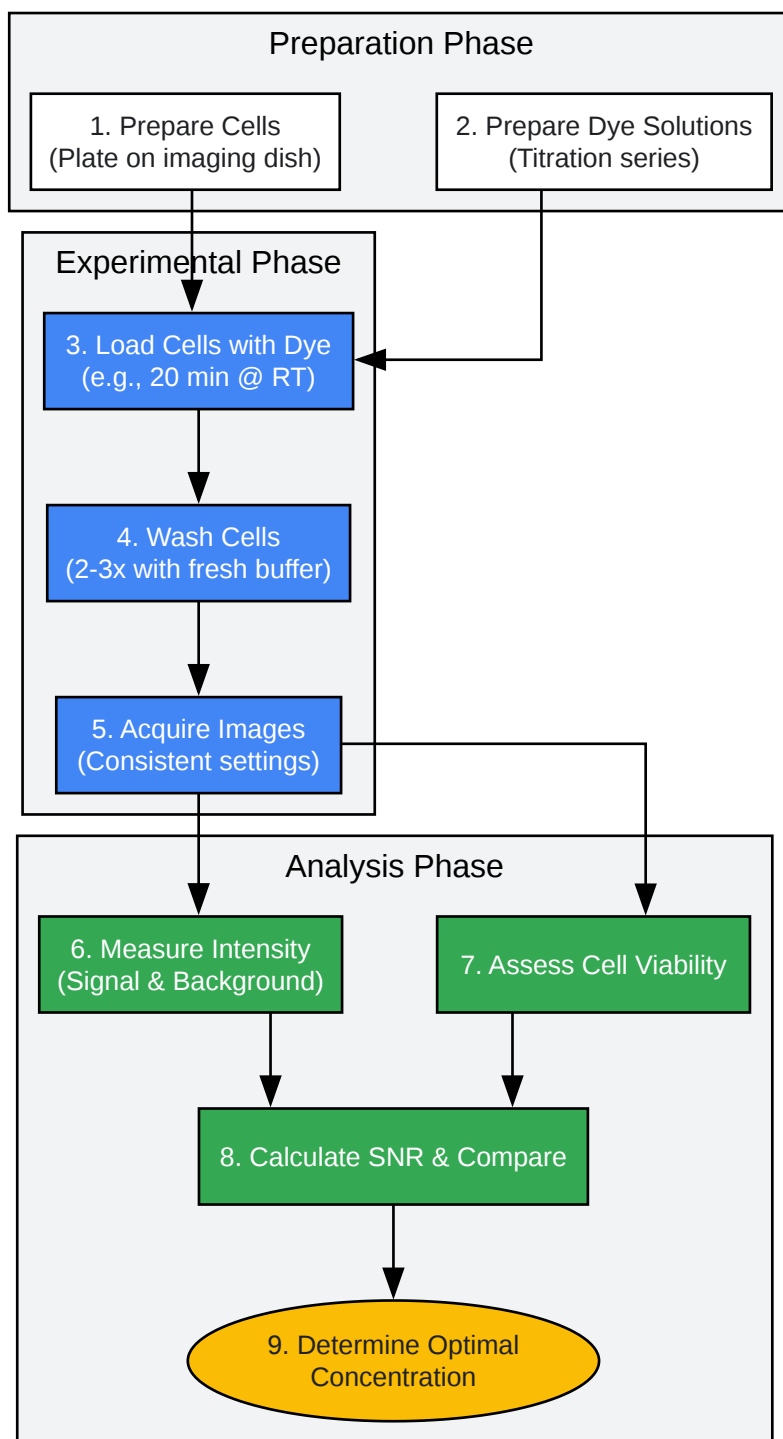 Preparation Phase
1. Prepare Cells
(Plate on imaging dish)
2. Prepare Dye Solutions
(Titration series)
Experimental Phase
3. Load Cells with Dye
(e.g., 20 min @ RT)
4. Wash Cells
(2-3x with fresh buffer)
5. Acquire Images
(Consistent settings)
Analysis Phase
6. Measure Intensity
(Signal & Background)
7. Assess Cell Viability
8. Calculate SNR & Compare
9. Determine Optimal
Concentration